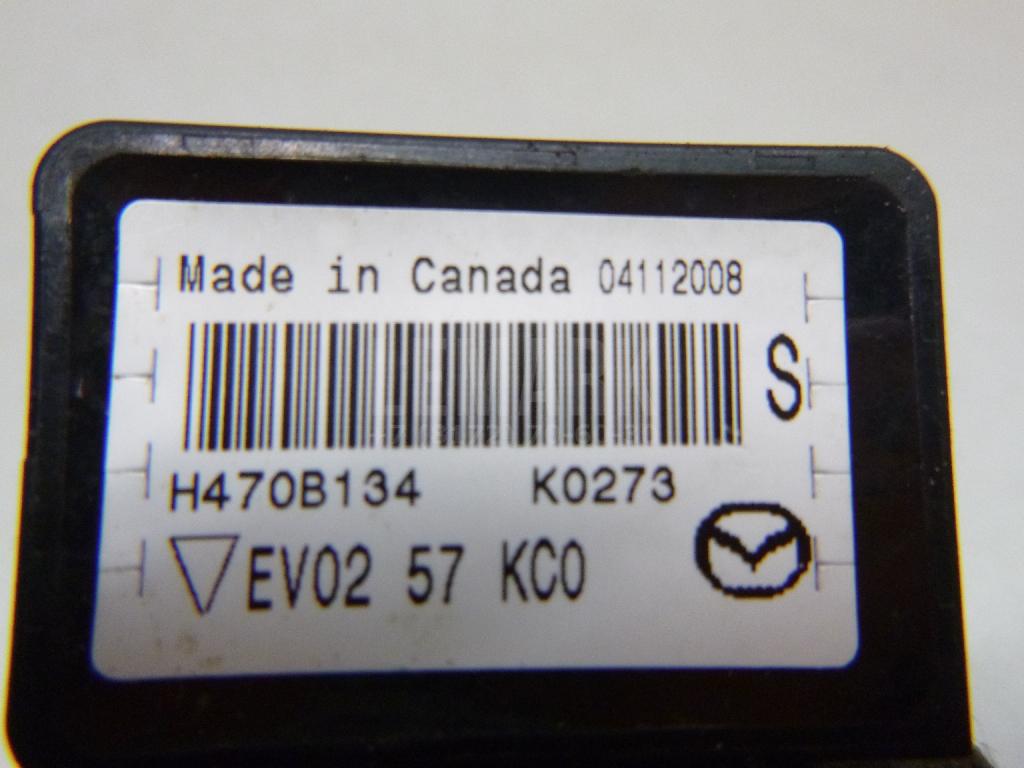 Made in Canada 04112008
S
H470B134 K0273
EV02 57 KC0